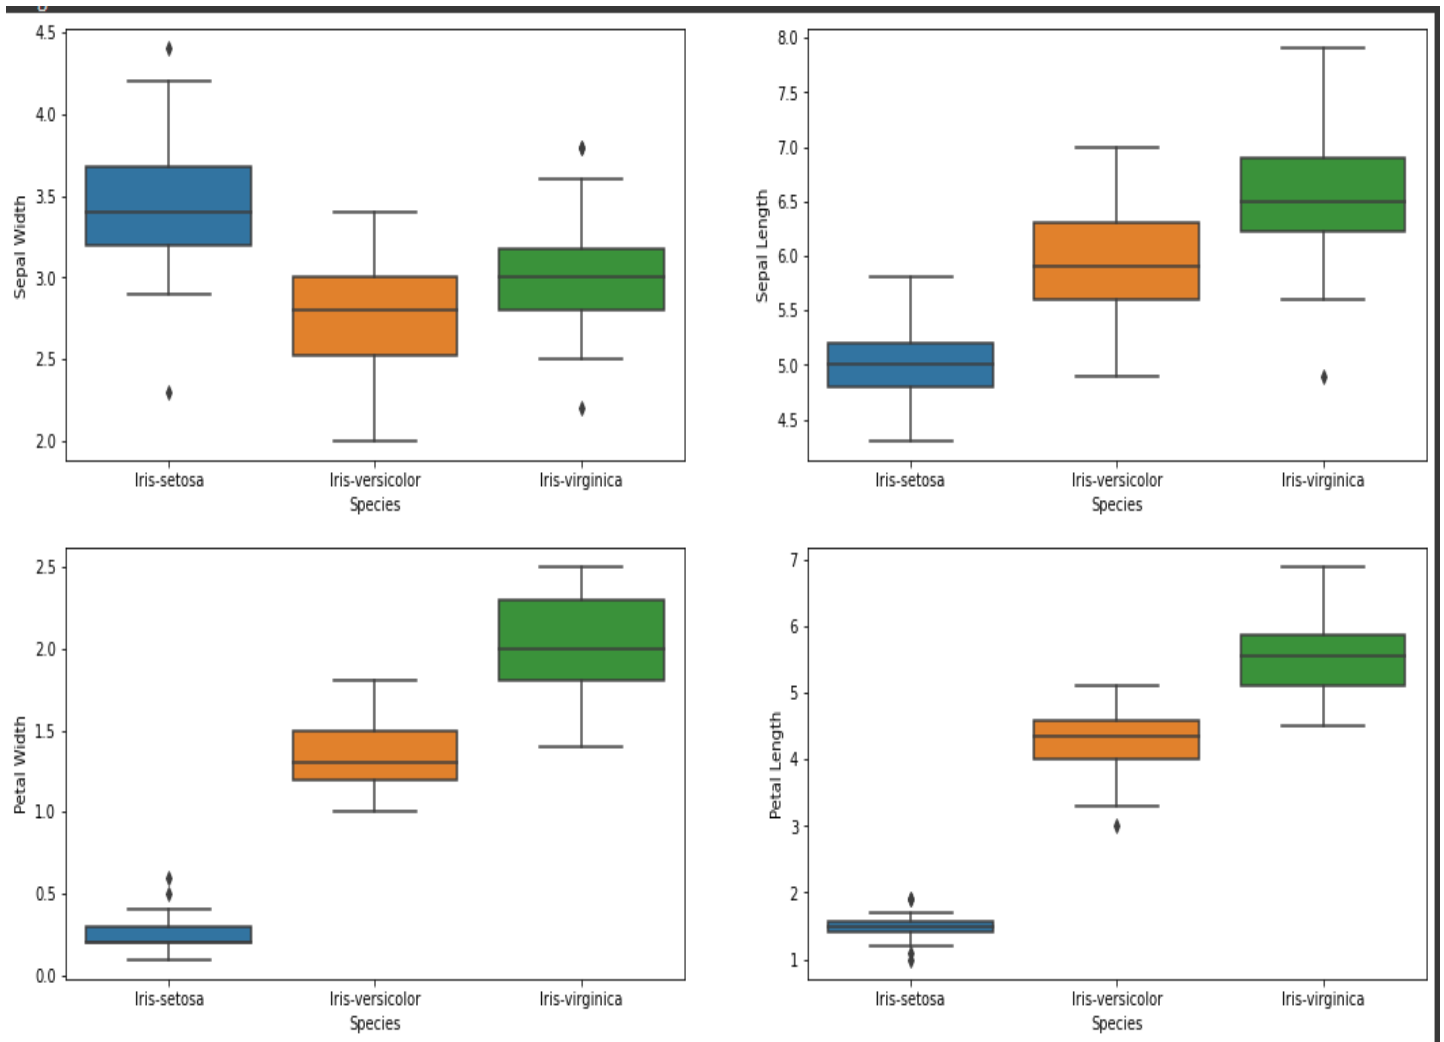 4.5
4.0
3.5
3.0
2.5
2.0
Sepal Width
Iris-setosa Iris-versicolor Iris-virginica
Species
8.0
7.5
7.0
6.5
6.0
5.5
5.0
4.5
Sepal Length
Iris-setosa Iris-versicolor Iris-virginica
Species
2.5
2.0
1.5
1.0
0.5
0.0
Petal Width
Iris-setosa Iris-versicolor Iris-virginica
Species
7
6
5
4
3
2
1
Petal Length
Iris-setosa Iris-versicolor Iris-virginica
Species